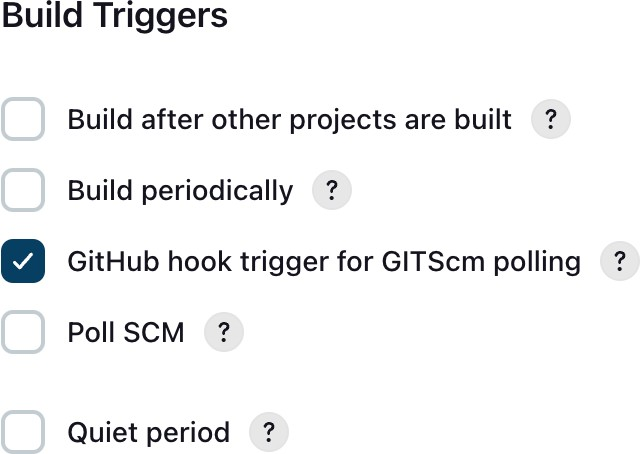 Build Triggers
Build after other projects are built ?
Build periodically ?
GitHub hook trigger for GITScm polling ?
Poll SCM ?
Quiet period ?